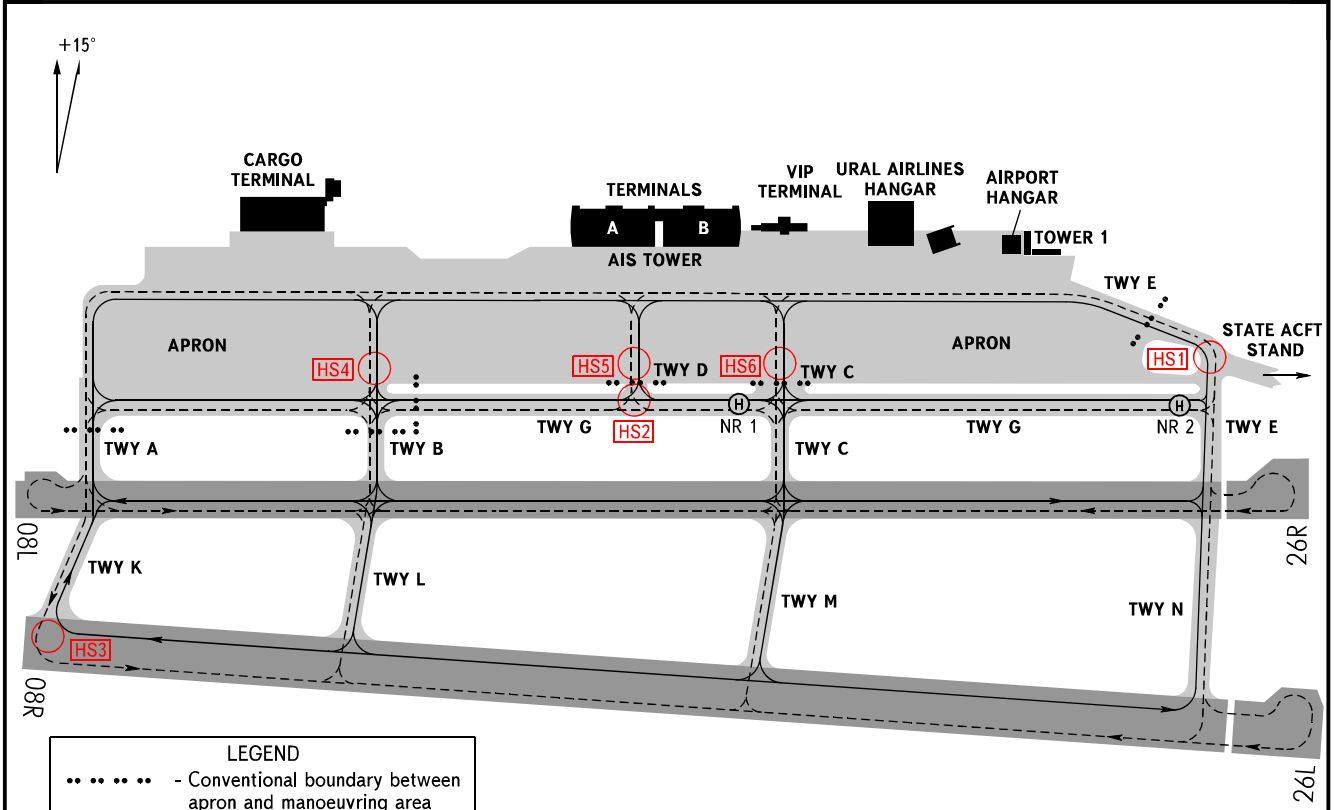 +15°
CARGO
TERMINAL
TERMINALS
A
B
AIS TOWER
VIP
TERMINAL
URAL AIRLINES
HANGAR
AIRPORT
HANGAR
TOWER 1
TWY E
STATE ACFT
STAND
APRON
HS4
HS5
TWY D
HS6
TWY C
APRON
HS1
H
H
TWY A
TWY B
TWY G
HS2
NR 1
TWY C
TWY G
NR 2
TWY E
08L
26R
TWY K
TWY L
TWY M
TWY N
HS3
08R
26L
LEGEND
- Conventional boundary between
apron and manoeuvring area